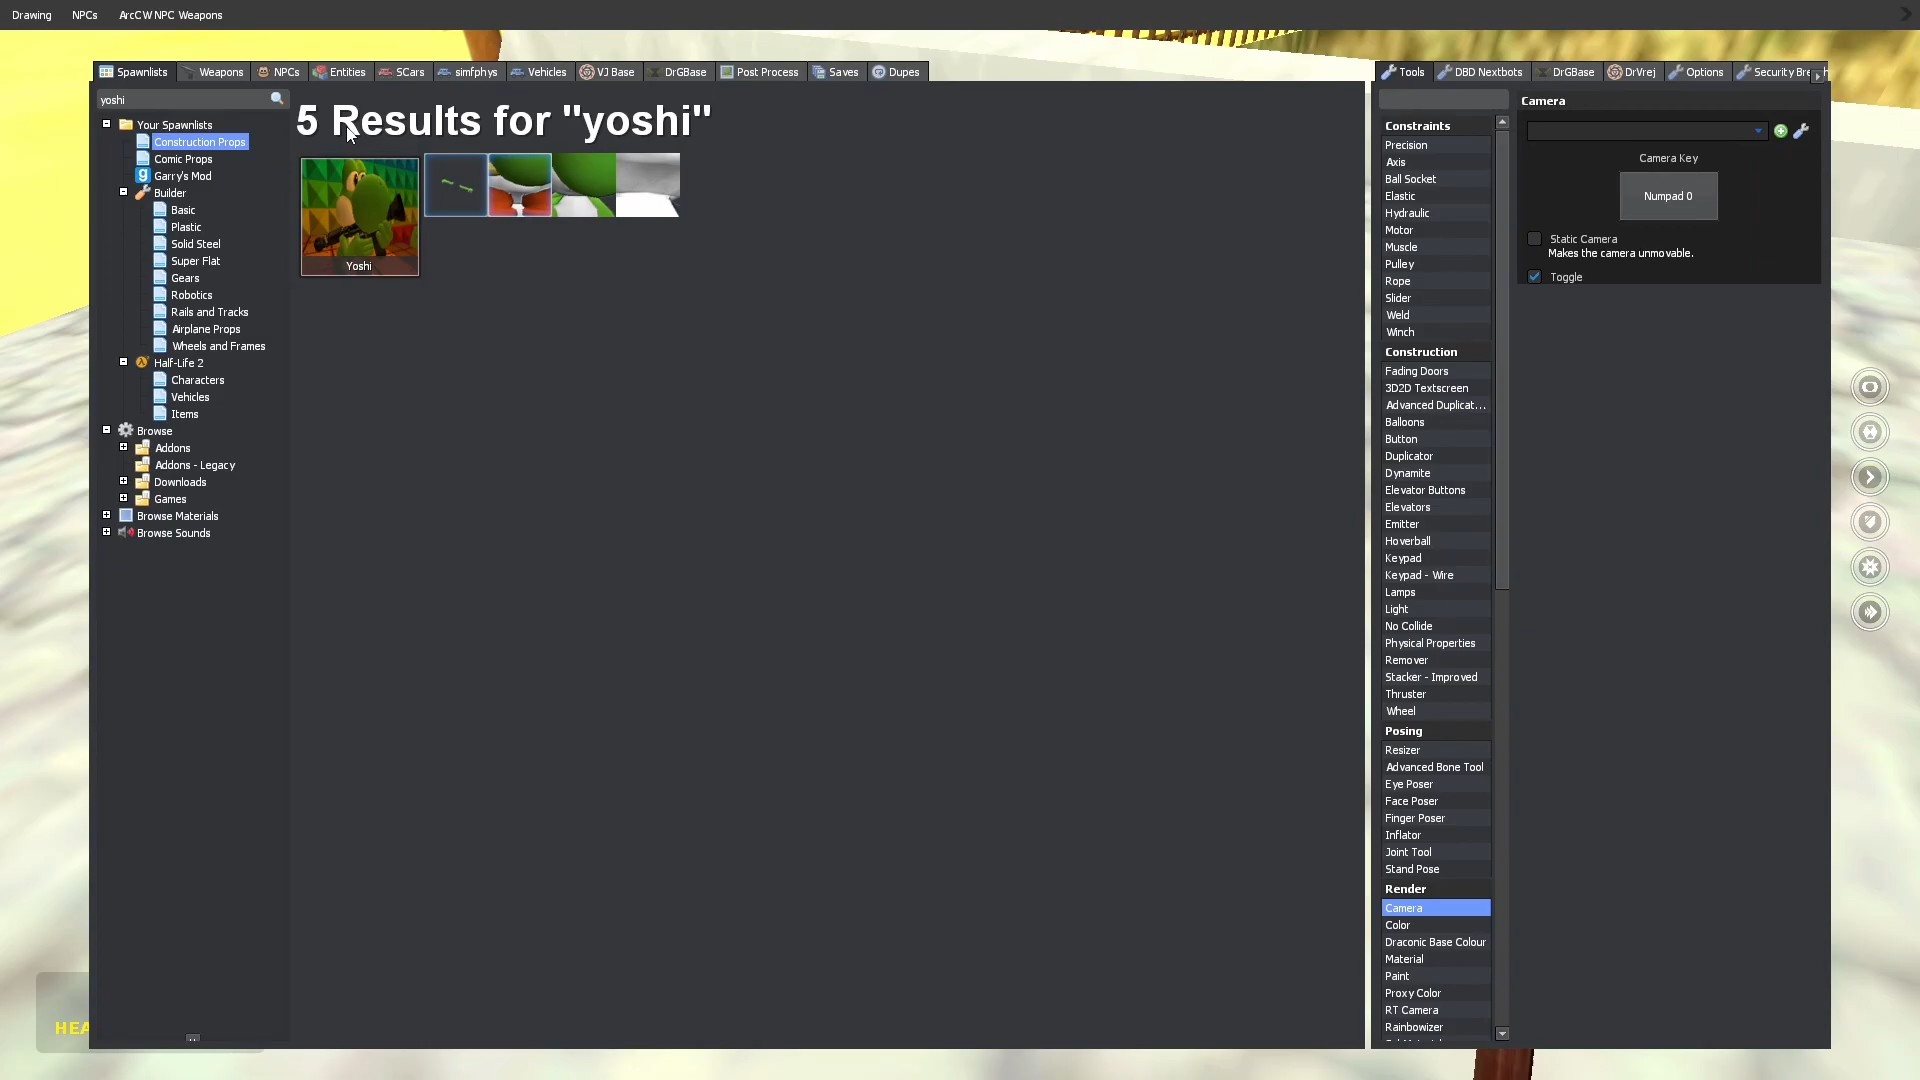 Drawing NPCs ArcCW NPC Weapons
Spawnlists Weapons NPCs Entities SCars simfphys Vehicles VJ Base DrGBase Post Process Saves Dupes
yoshi
Your Spawnlists
Construction Props
Comic Props
Garry's Mod
Builder
Basic
Plastic
Solid Steel
Super Flat
Gears
Robotics
Rails and Tracks
Airplane Props
Wheels and Frames
Half-Life 2
Characters
Vehicles
Items
Browse
Addons
Addons - Legacy
Downloads
Games
Browse Materials
Browse Sounds
5 Results for "yoshi"
Yoshi
Tools DBD Nextbots DrGBase DrVrej Options Security Bre
Constraints
Precision
Axis
Ball Socket
Elastic
Hydraulic
Motor
Muscle
Pulley
Rope
Slider
Weld
Winch
Construction
Fading Doors
3D2D Textscreen
Advanced Duplicat...
Balloons
Button
Duplicator
Dynamite
Elevator Buttons
Elevators
Emitter
Hoverball
Keypad
Keypad - Wire
Lamps
Light
No Collide
Physical Properties
Remover
Stacker - Improved
Thruster
Wheel
Posing
Resizer
Advanced Bone Tool
Eye Poser
Face Poser
Finger Poser
Inflator
Joint Tool
Stand Pose
Render
Camera
Color
Draconic Base Colour
Material
Paint
Proxy Color
RT Camera
Rainbowizer
Camera
Camera Key
Numpad 0
Static Camera
Makes the camera unmovable.
Toggle
HEA